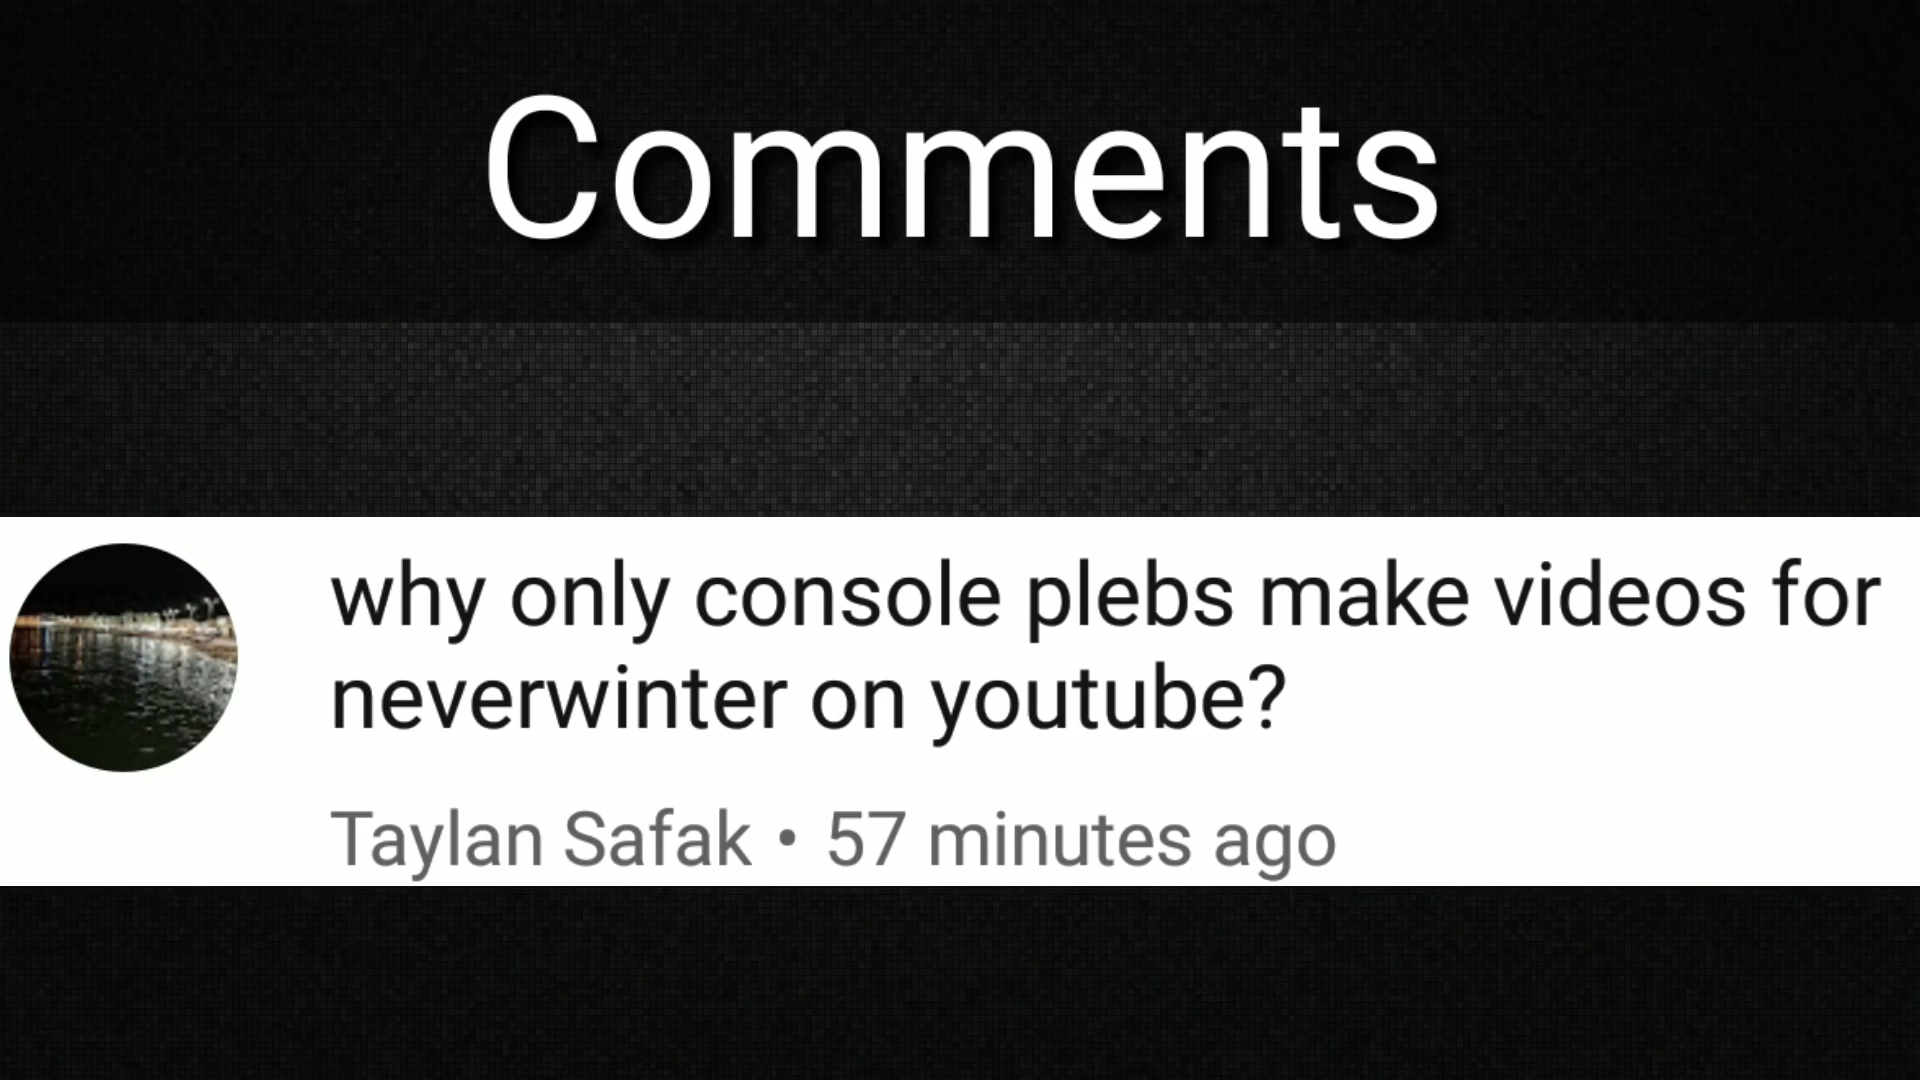 Comments
why only console plebs make videos for
neverwinter on youtube?
Taylan Safak • 57 minutes ago